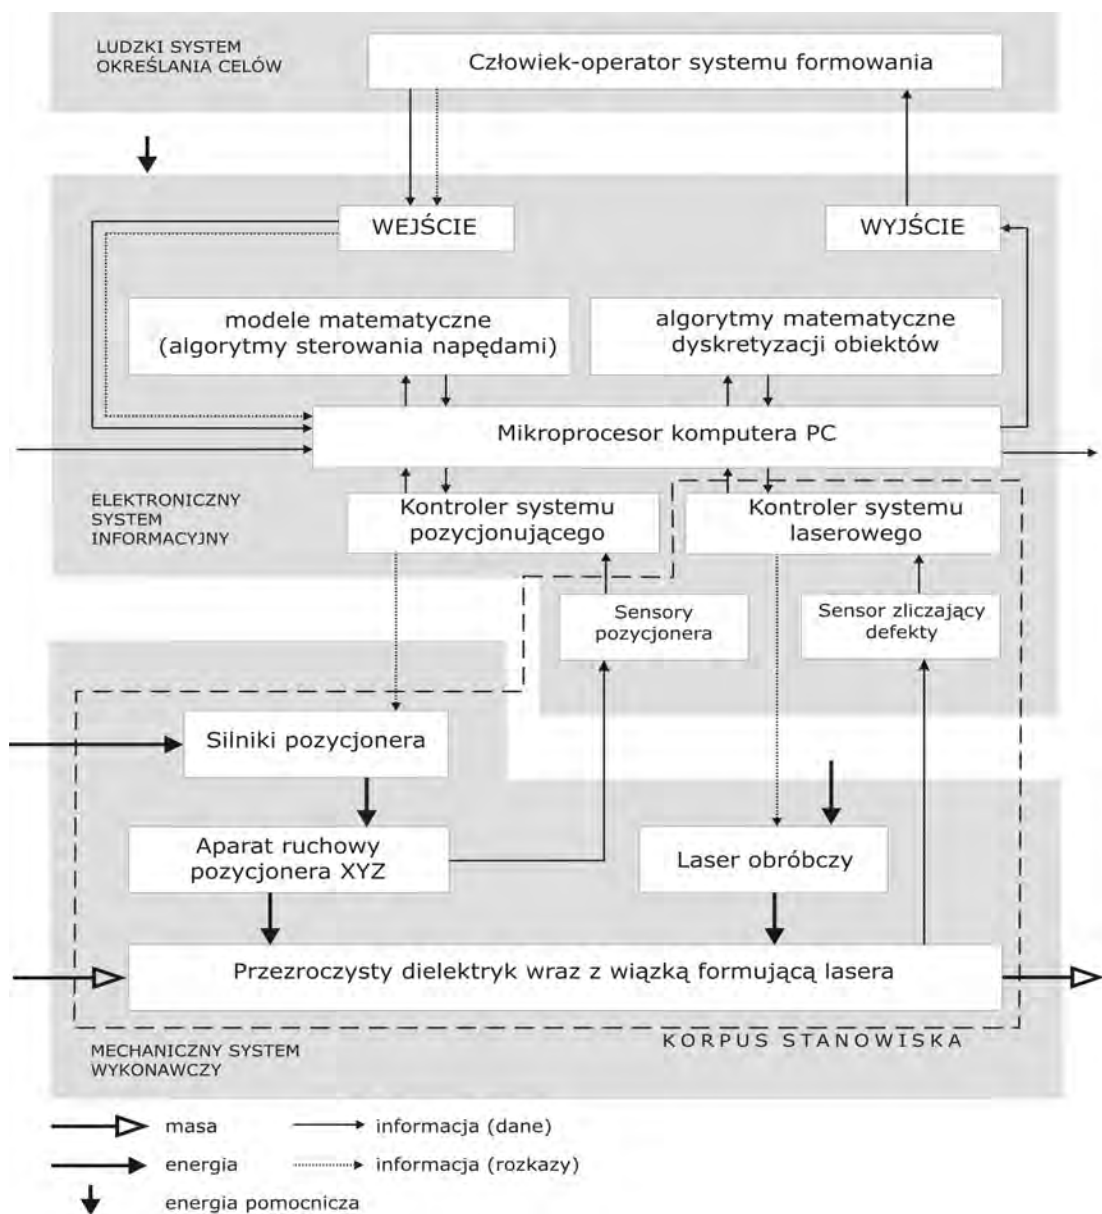 LUDZKI SYSTEM
OKREŚLANIA CELÓW
Człowiek-operator systemu formowania
WEJŚCIE
WYJŚCIE
modele matematyczne
(algorytmy sterowania napędami)
algorytmy matematyczne
dyskretyzacji obiektów
Mikroprocesor komputera PC
ELEKTRONICZNY
SYSTEM
INFORMACYJNY
Kontroler systemu
pozycjonującego
Kontroler systemu
laserowego
Sensory
pozycjonera
Sensor zliczający
defekty
Silniki pozycjonera
Aparat ruchowy
pozycjonera XYZ
Laser obróbczy
Przezroczysty dielektryk wraz z wiązką formującą lasera
KORPUS STANOWISKA
MECHANICZNY SYSTEM
WYKONAWCZY
masa
informacja (dane)
energia
informacja (rozkazy)
energia pomocnicza